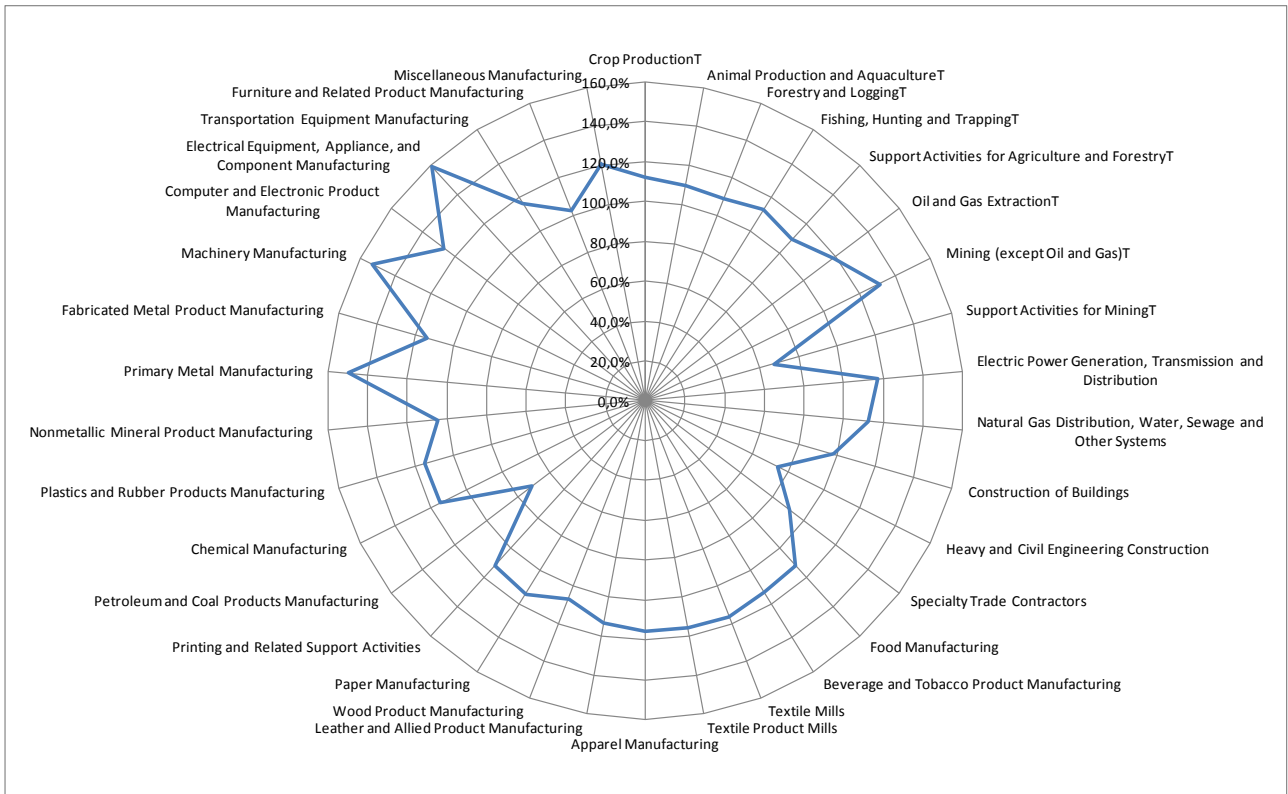 Crop ProductionT
Animal Production and AquacultureT
Forestry and LoggingT
Fishing, Hunting and TrappingT
Support Activities for Agriculture and ForestryT
Oil and Gas ExtractionT
Mining (except Oil and Gas)T
Support Activities for MiningT
Electric Power Generation, Transmission and
Distribution
Natural Gas Distribution, Water, Sewage and
Other Systems
Construction of Buildings
Heavy and Civil Engineering Construction
Specialty Trade Contractors
Food Manufacturing
Beverage and Tobacco Product Manufacturing
Textile Mills
Textile Product Mills
Apparel Manufacturing
Leather and Allied Product Manufacturing
Wood Product Manufacturing
Paper Manufacturing
Printing and Related Support Activities
Petroleum and Coal Products Manufacturing
Chemical Manufacturing
Plastics and Rubber Products Manufacturing
Nonmetallic Mineral Product Manufacturing
Primary Metal Manufacturing
Fabricated Metal Product Manufacturing
Machinery Manufacturing
Computer and Electronic Product
Manufacturing
Electrical Equipment, Appliance, and
Component Manufacturing
Transportation Equipment Manufacturing
Furniture and Related Product Manufacturing
Miscellaneous Manufacturing
160,0%
140,0%
120,0%
100,0%
80,0%
60,0%
40,0%
20,0%
0,0%